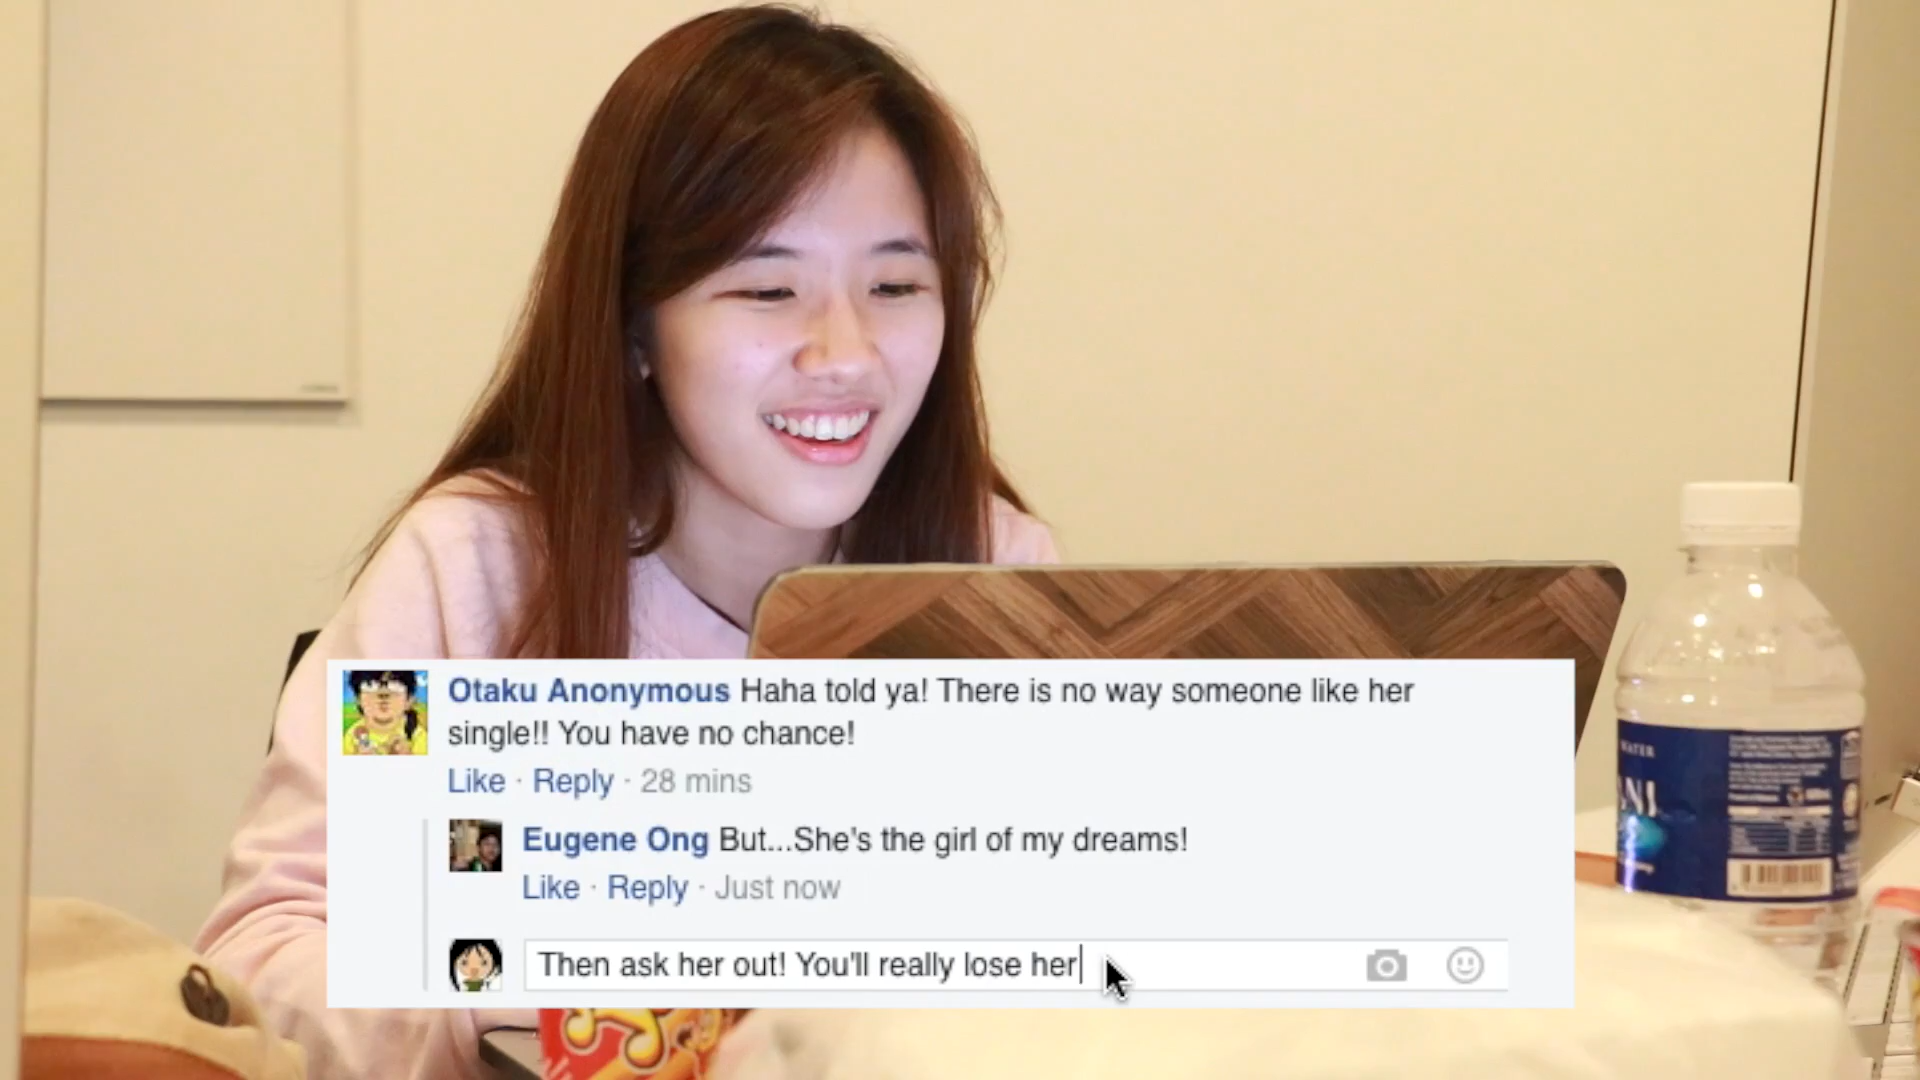 Otaku Anonymous Haha told ya! There is no way someone like her
single!! You have no chance!
Like · Reply · 28 mins
Eugene Ong But...She's the girl of my dreams!
Like · Reply · Just now
Then ask her out! You'll really lose her
WATER
ANI